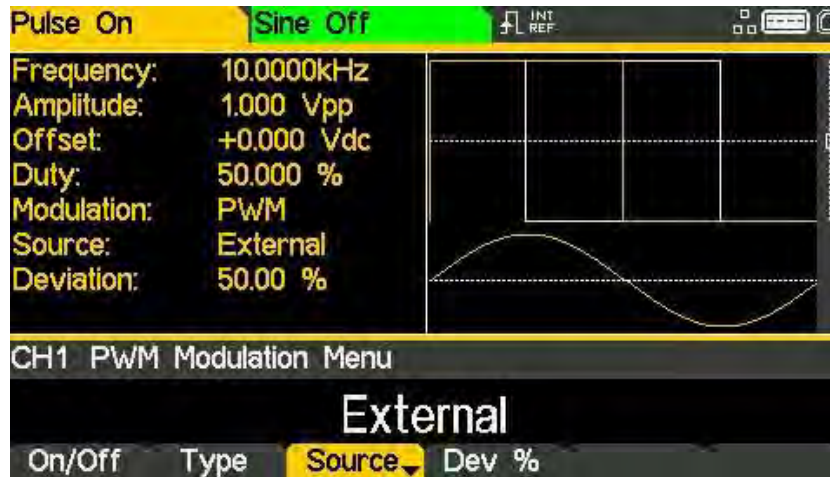 Pulse On Sine Off INT REF
Frequency: 10.0000kHz
Amplitude: 1.000 Vpp
Offset: +0.000 Vdc
Duty: 50.000 %
Modulation: PWM
Source: External
Deviation: 50.00 %
CH1 PWM Modulation Menu
External
On/Off Type Source Dev %